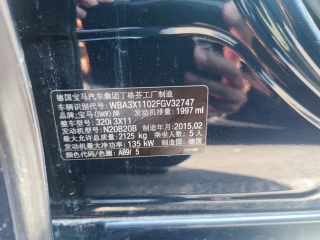 德国宝马汽车集团丁格芬工厂制造
车辆识别代号: WBA3X1102FGV32747
品牌: 宝马(BMW)牌 发动机排量: 1997 ml
车型: 320i 3X11
发动机型号: N20B20B 制造年月: 2015.02
最大允许总质量: 2125 kg 乘坐人数: 5 人
发动机最大净功率: 135 kW 制造国: 德国
颜色代号/色圈: A89/ 5